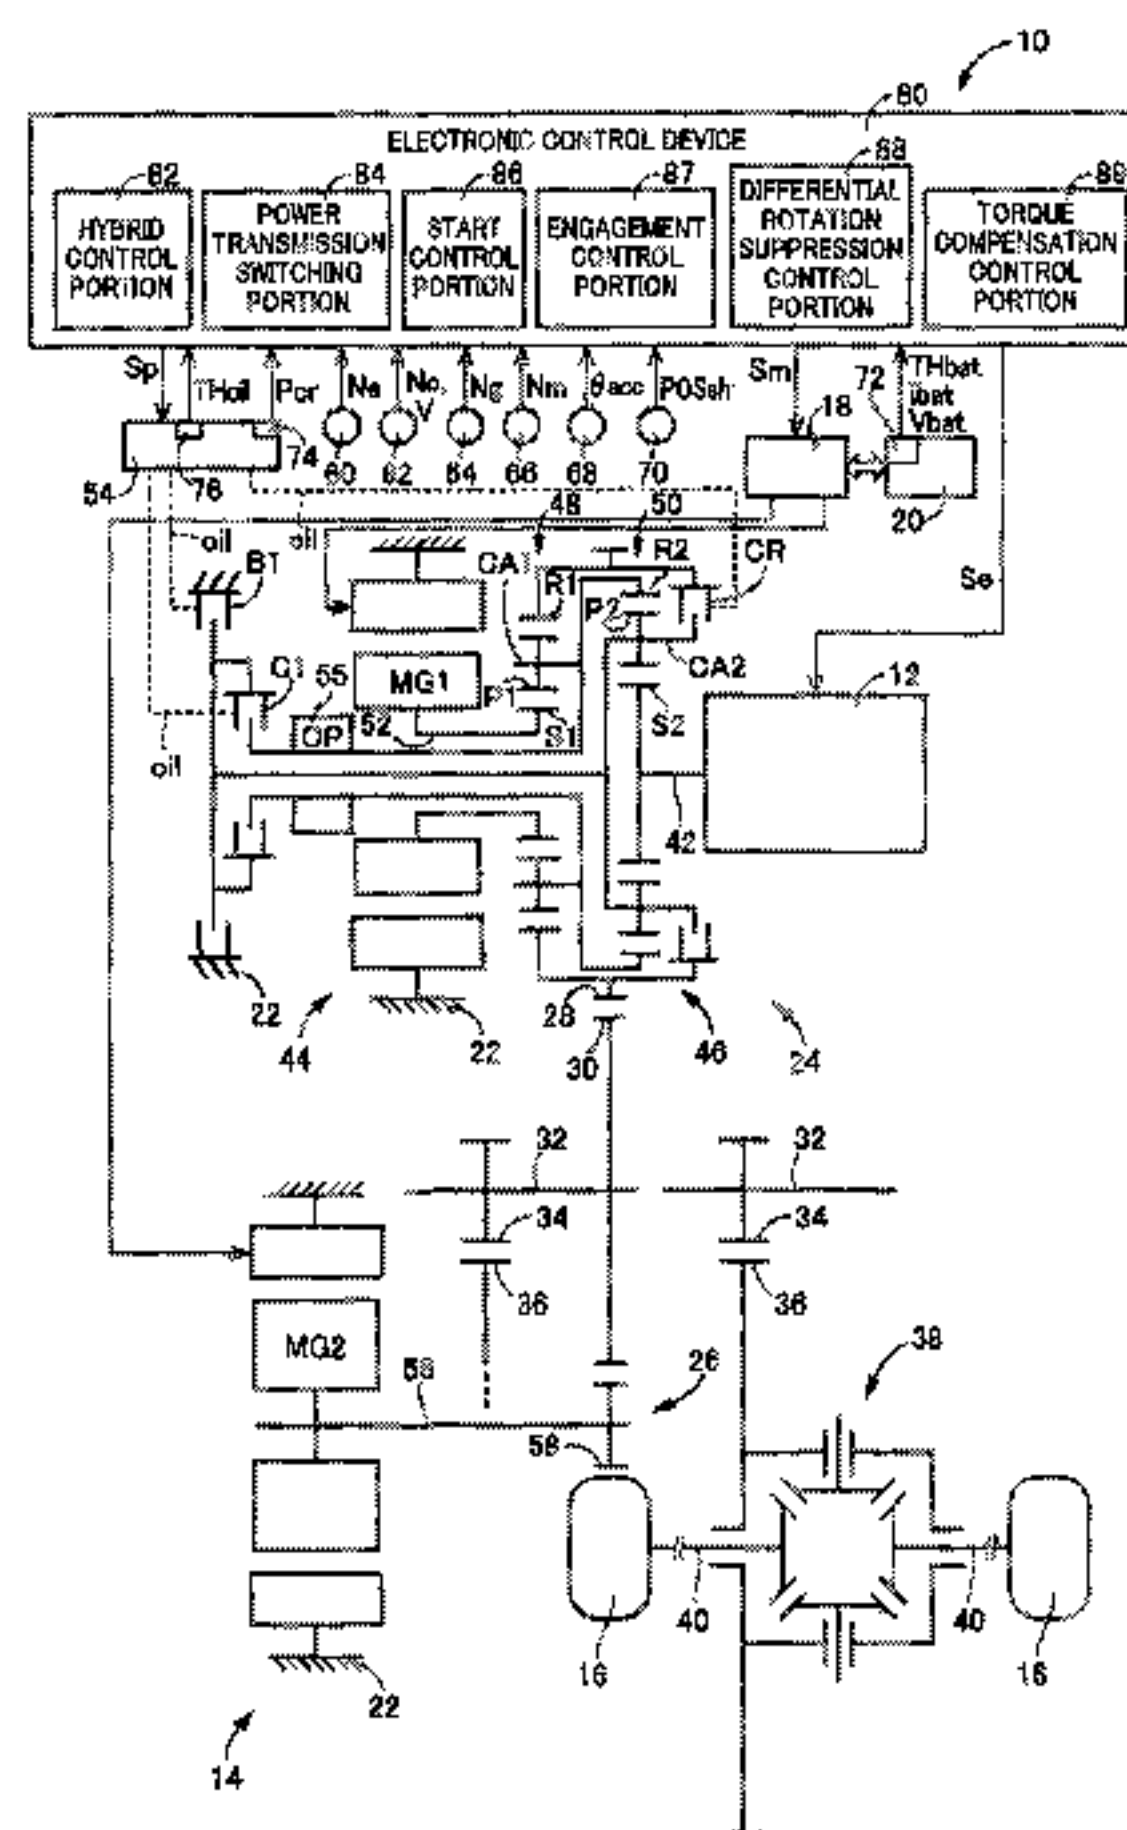 10
80
ELECTRONIC CONTROL DEVICE
82
HYBRID
CONTROL
PORTION
84
POWER
TRANSMISSION
SWITCHING
PORTION
86
START
CONTROL
PORTION
87
ENGAGEMENT
CONTROL
PORTION
88
DIFFERENTIAL
ROTATION
SUPPRESSION
CONTROL
PORTION
89
TORQUE
COMPENSATION
CONTROL
PORTION
Sp
THoil
Pcr
Ne
No,
V
Ng
Nm
θacc
POSsh
Sm
72
THbat
Ibat
Vbat
18
74
54
76
60
62
64
66
68
70
20
48
50
oil
oil
B1
CA1
R1
R2
CR
Se
P2
C1
55
MG1
P1
CA2
12
OP
52
S1
S2
oil
42
22
44
22
28
30
46
24
32
32
34
34
36
36
MG2
58
26
38
56
40
40
16
16
22
14